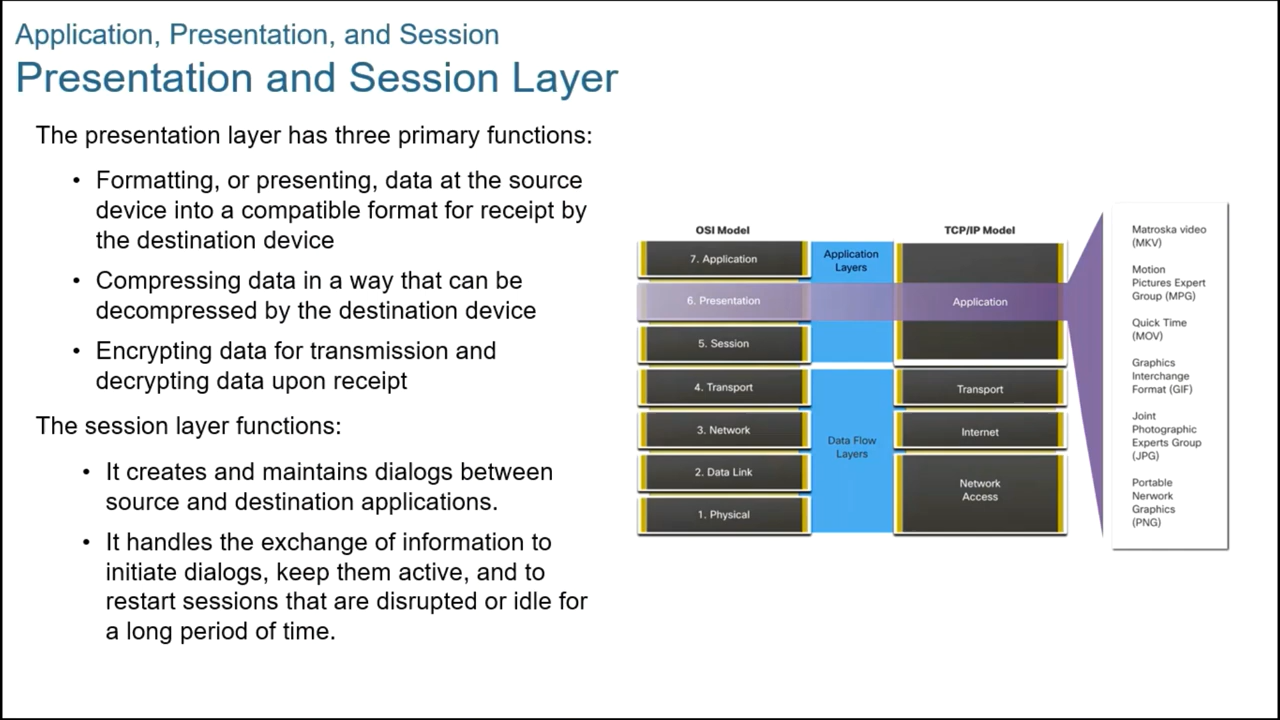 Application, Presentation, and Session
Presentation and Session Layer
The presentation layer has three primary functions:
• Formatting, or presenting, data at the source
device into a compatible format for receipt by
the destination device
• Compressing data in a way that can be
decompressed by the destination device
• Encrypting data for transmission and
decrypting data upon receipt
The session layer functions:
• It creates and maintains dialogs between
source and destination applications.
• It handles the exchange of information to
initiate dialogs, keep them active, and to
restart sessions that are disrupted or idle for
a long period of time.
OSI Model
7. Application
6. Presentation
5. Session
4. Transport
3. Network
2. Data Link
1. Physical
Application
Layers
Data Flow
Layers
TCP/IP Model
Application
Transport
Internet
Network
Access
Matroska video
(MKV)
Motion
Pictures Expert
Group (MPG)
Quick Time
(MOV)
Graphics
Interchange
Format (GIF)
Joint
Photographic
Experts Group
(JPG)
Portable
Nerwork
Graphics
(PNG)